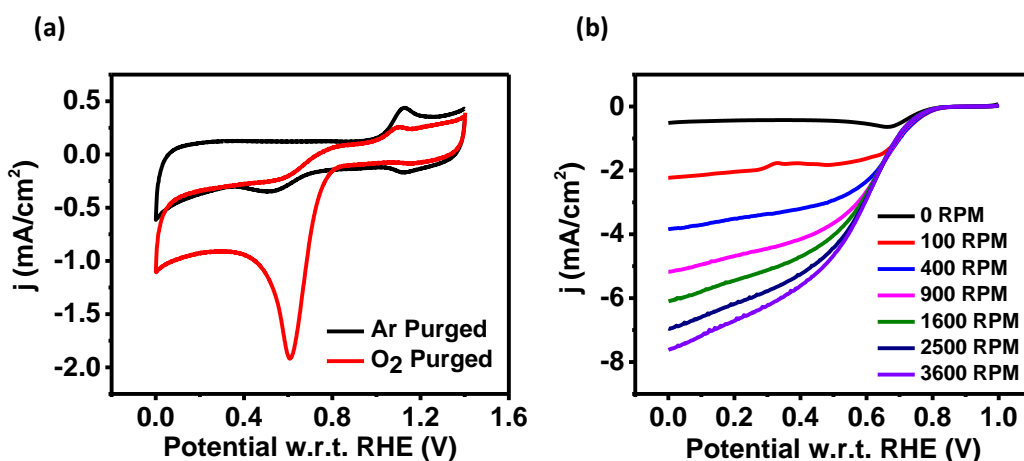 (a)
(b)
0.5
0.0
-0.5
-1.0
-1.5
-2.0
j (mA/cm²)
Ar Purged
O₂ Purged
0.0 0.4 0.8 1.2 1.6
Potential w.r.t. RHE (V)
0
-2
-4
-6
-8
j (mA/cm²)
0 RPM
100 RPM
400 RPM
900 RPM
1600 RPM
2500 RPM
3600 RPM
0.0 0.2 0.4 0.6 0.8 1.0
Potential w.r.t. RHE (V)